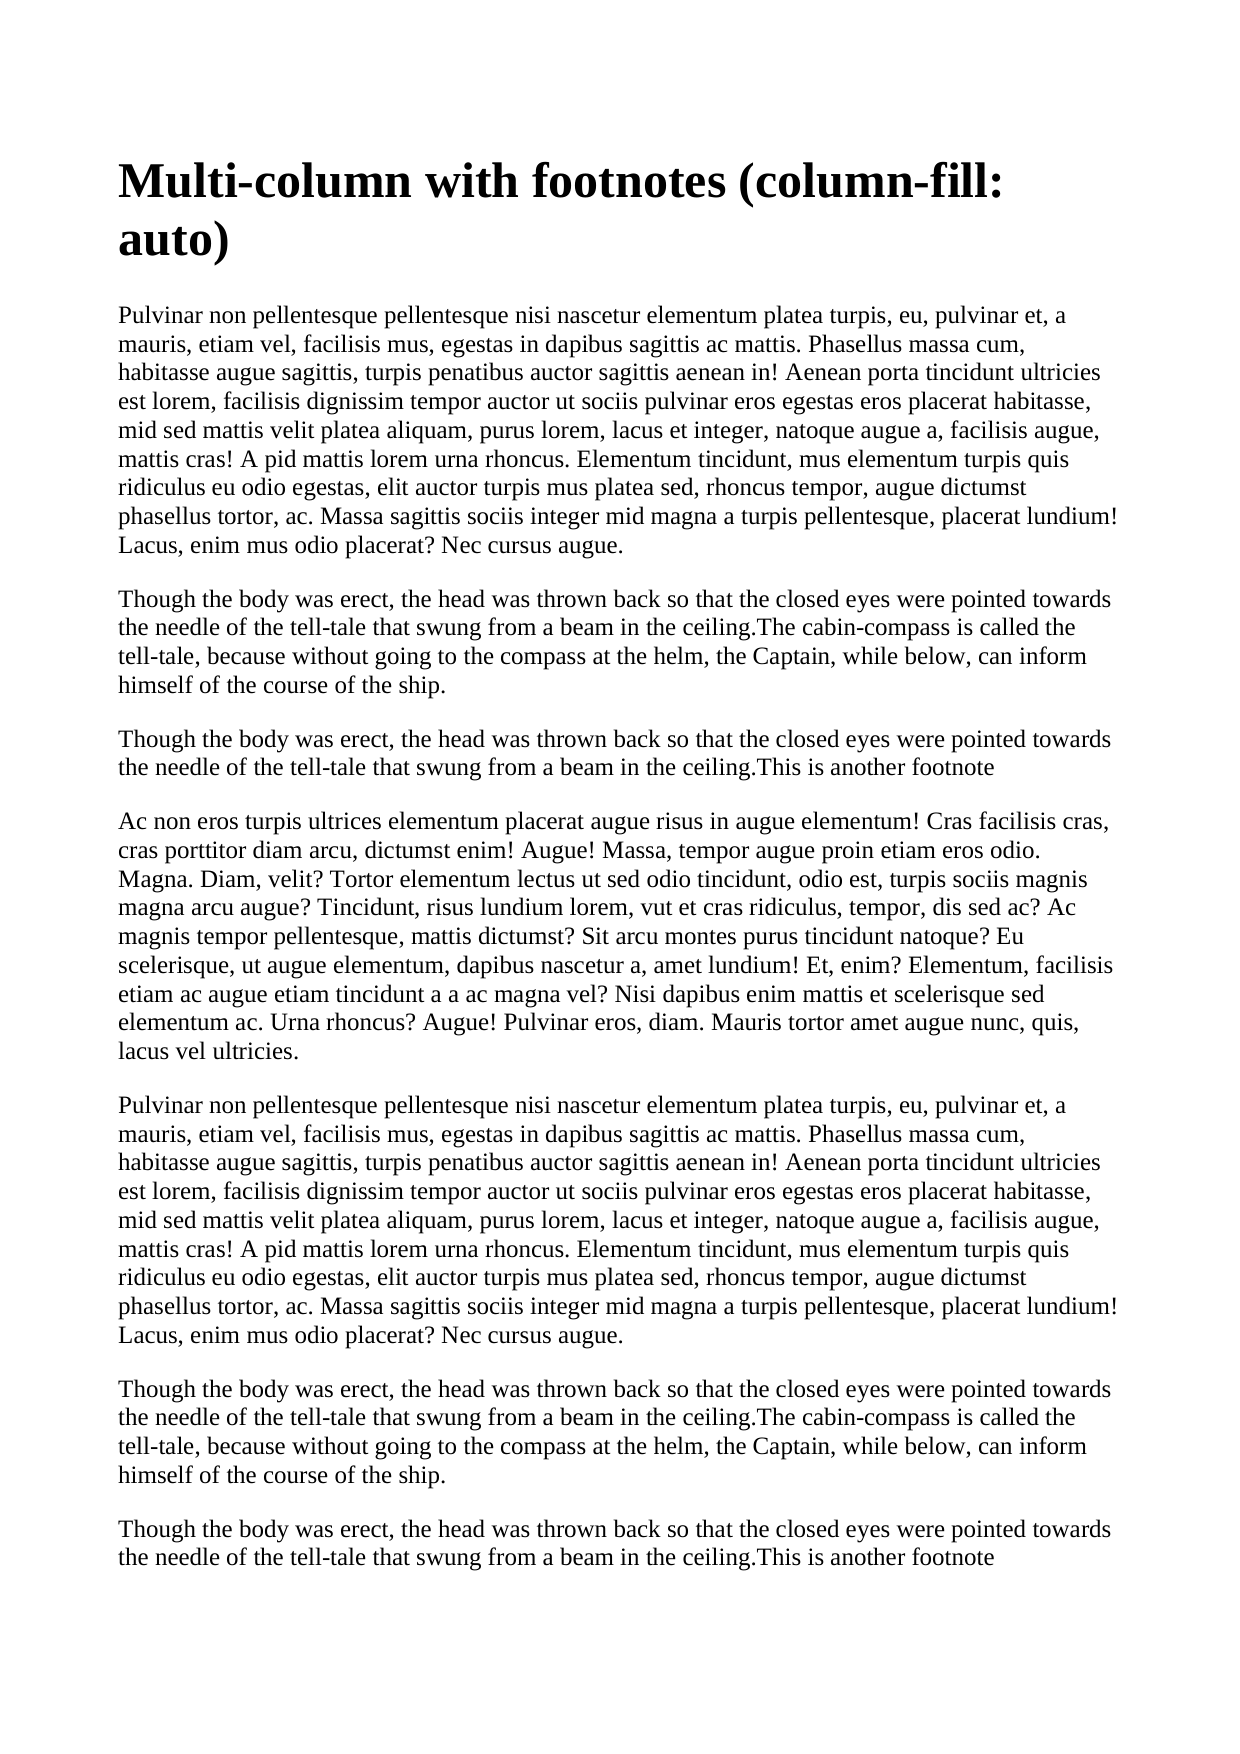 Multi-column with footnotes (column-fill:
auto)
Pulvinar non pellentesque pellentesque nisi nascetur elementum platea turpis, eu, pulvinar et, a
mauris, etiam vel, facilisis mus, egestas in dapibus sagittis ac mattis. Phasellus massa cum,
habitasse augue sagittis, turpis penatibus auctor sagittis aenean in! Aenean porta tincidunt ultricies
est lorem, facilisis dignissim tempor auctor ut sociis pulvinar eros egestas eros placerat habitasse,
mid sed mattis velit platea aliquam, purus lorem, lacus et integer, natoque augue a, facilisis augue,
mattis cras! A pid mattis lorem urna rhoncus. Elementum tincidunt, mus elementum turpis quis
ridiculus eu odio egestas, elit auctor turpis mus platea sed, rhoncus tempor, augue dictumst
phasellus tortor, ac. Massa sagittis sociis integer mid magna a turpis pellentesque, placerat lundium!
Lacus, enim mus odio placerat? Nec cursus augue.
Though the body was erect, the head was thrown back so that the closed eyes were pointed towards
the needle of the tell-tale that swung from a beam in the ceiling.The cabin-compass is called the
tell-tale, because without going to the compass at the helm, the Captain, while below, can inform
himself of the course of the ship.
Though the body was erect, the head was thrown back so that the closed eyes were pointed towards
the needle of the tell-tale that swung from a beam in the ceiling.This is another footnote
Ac non eros turpis ultrices elementum placerat augue risus in augue elementum! Cras facilisis cras,
cras porttitor diam arcu, dictumst enim! Augue! Massa, tempor augue proin etiam eros odio.
Magna. Diam, velit? Tortor elementum lectus ut sed odio tincidunt, odio est, turpis sociis magnis
magna arcu augue? Tincidunt, risus lundium lorem, vut et cras ridiculus, tempor, dis sed ac? Ac
magnis tempor pellentesque, mattis dictumst? Sit arcu montes purus tincidunt natoque? Eu
scelerisque, ut augue elementum, dapibus nascetur a, amet lundium! Et, enim? Elementum, facilisis
etiam ac augue etiam tincidunt a a ac magna vel? Nisi dapibus enim mattis et scelerisque sed
elementum ac. Urna rhoncus? Augue! Pulvinar eros, diam. Mauris tortor amet augue nunc, quis,
lacus vel ultricies.
Pulvinar non pellentesque pellentesque nisi nascetur elementum platea turpis, eu, pulvinar et, a
mauris, etiam vel, facilisis mus, egestas in dapibus sagittis ac mattis. Phasellus massa cum,
habitasse augue sagittis, turpis penatibus auctor sagittis aenean in! Aenean porta tincidunt ultricies
est lorem, facilisis dignissim tempor auctor ut sociis pulvinar eros egestas eros placerat habitasse,
mid sed mattis velit platea aliquam, purus lorem, lacus et integer, natoque augue a, facilisis augue,
mattis cras! A pid mattis lorem urna rhoncus. Elementum tincidunt, mus elementum turpis quis
ridiculus eu odio egestas, elit auctor turpis mus platea sed, rhoncus tempor, augue dictumst
phasellus tortor, ac. Massa sagittis sociis integer mid magna a turpis pellentesque, placerat lundium!
Lacus, enim mus odio placerat? Nec cursus augue.
Though the body was erect, the head was thrown back so that the closed eyes were pointed towards
the needle of the tell-tale that swung from a beam in the ceiling.The cabin-compass is called the
tell-tale, because without going to the compass at the helm, the Captain, while below, can inform
himself of the course of the ship.
Though the body was erect, the head was thrown back so that the closed eyes were pointed towards
the needle of the tell-tale that swung from a beam in the ceiling.This is another footnote